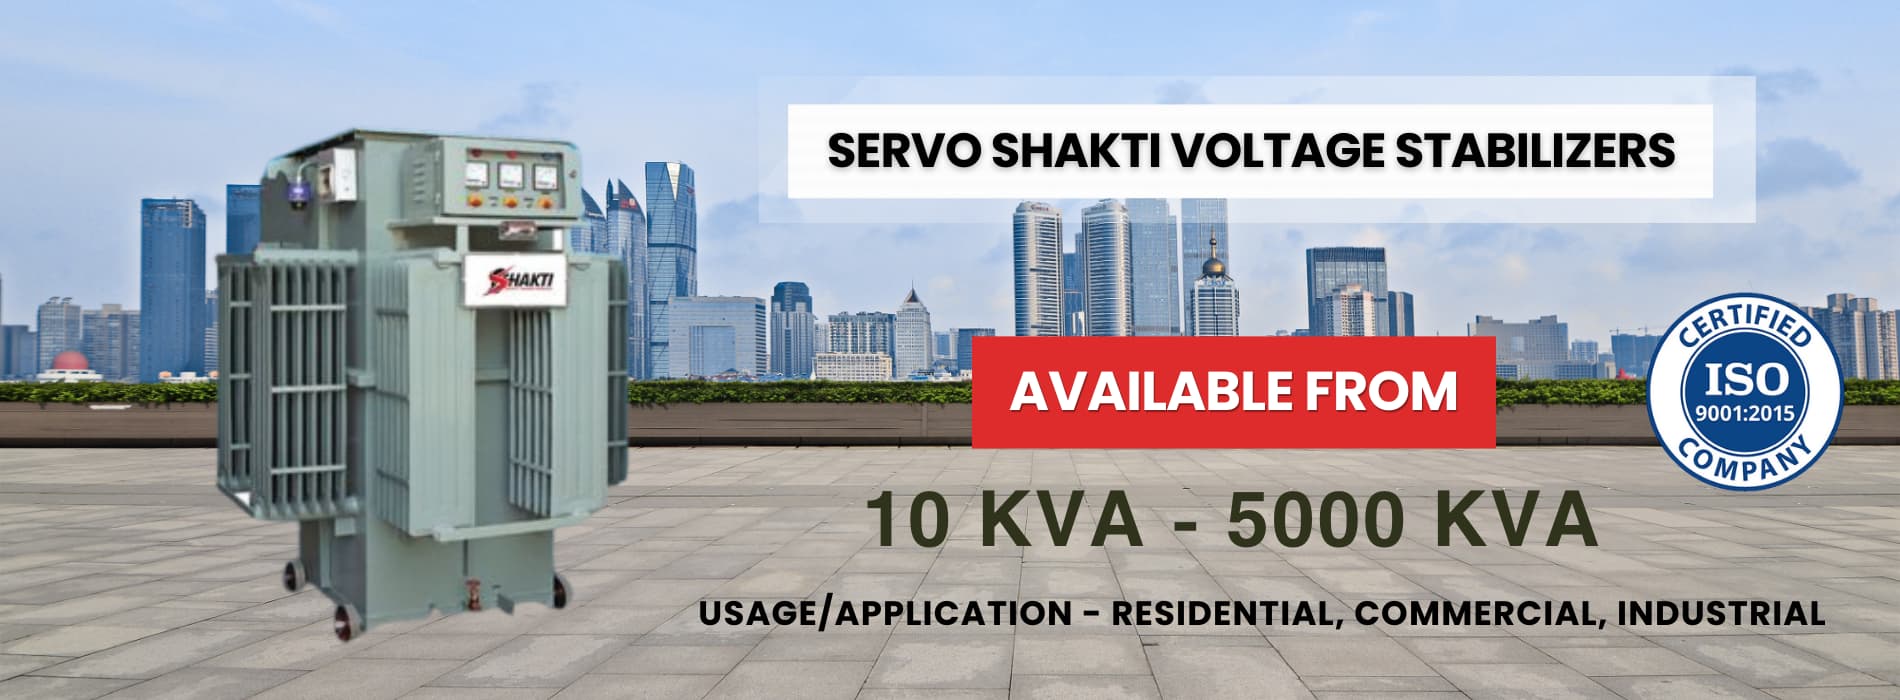 SERVO SHAKTI VOLTAGE STABILIZERS
SHAKTI
AVAILABLE FROM
CERTIFIED
ISO
9001:2015
COMPANY
10 KVA - 5000 KVA
USAGE/APPLICATION - RESIDENTIAL, COMMERCIAL, INDUSTRIAL